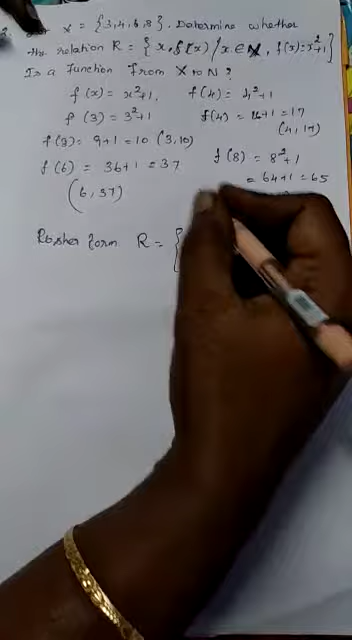 X = {3,4,6,8}. Determine whether
the relation R = { x, f(x) / x ∈ X, f(x) = x²+1}
Is a function from X to N?
f(x) = x²+1, f(4) = 4²+1
f(3) = 3²+1 f(4) = 16+1 = 17
f(3) = 9+1 = 10 (3,10) (4,17)
f(6) = 36+1 = 37 f(8) = 8²+1
(6,37) = 64+1 = 65
form R = {